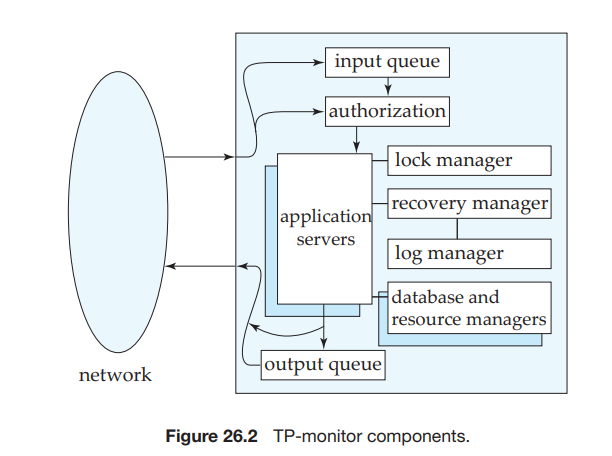 input queue
authorization
lock manager
recovery manager
application
servers
log manager
database and
resource managers
output queue
network
Figure 26.2 TP-monitor components.